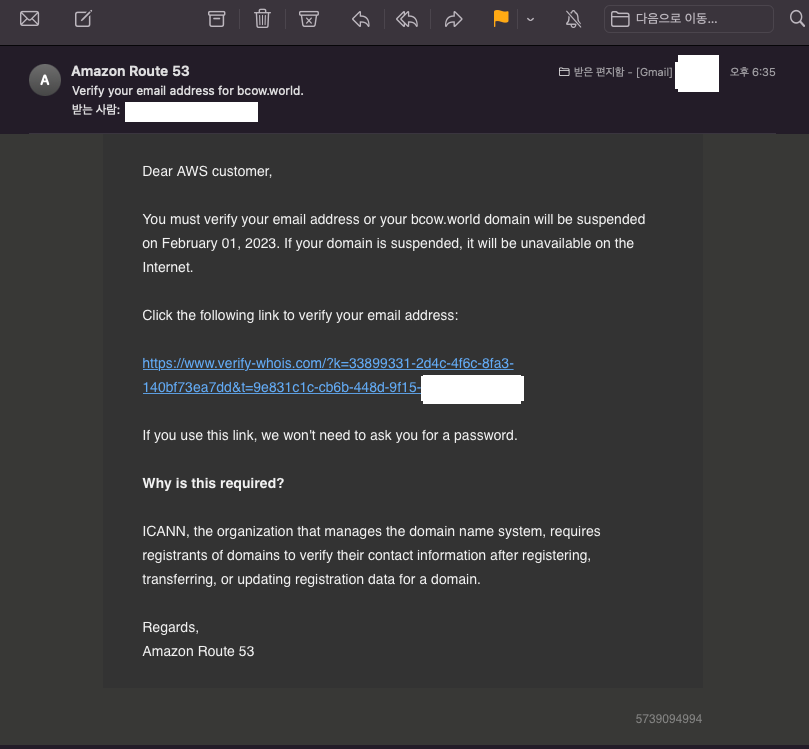 다음으로 이동...
A
Amazon Route 53
받은 편지함 - [Gmail]
오후 6:35
Verify your email address for bcow.world.
받는 사람:
Dear AWS customer,
You must verify your email address or your bcow.world domain will be suspended
on February 01, 2023. If your domain is suspended, it will be unavailable on the
Internet.
Click the following link to verify your email address:
https://www.verify-whois.com/?k=33899331-2d4c-4f6c-8fa3-
140bf73ea7dd&t=9e831c1c-cb6b-448d-9f15-
If you use this link, we won't need to ask you for a password.
Why is this required?
ICANN, the organization that manages the domain name system, requires
registrants of domains to verify their contact information after registering,
transferring, or updating registration data for a domain.
Regards,
Amazon Route 53
5739094994